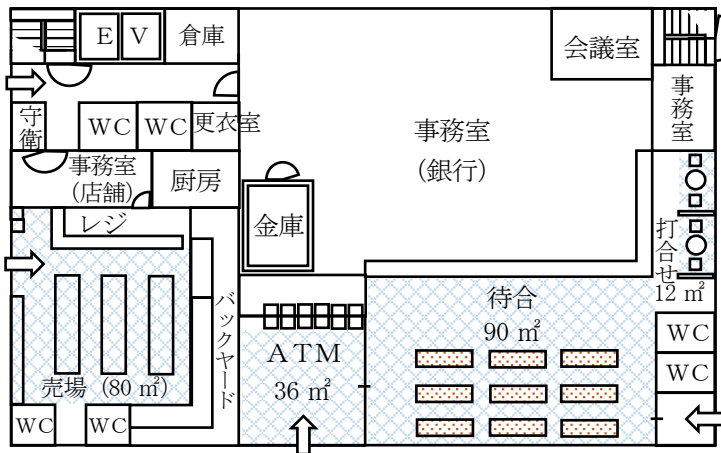 ＥＶ
倉庫
会議室
事務室
守衛
ＷＣ
ＷＣ
更衣室
事務室
(銀行)
事務室
(店舗)
厨房
金庫
レジ
打合せ
12 ㎡
待合
90 ㎡
バックヤード
ＡＴＭ
36 ㎡
売場 (80 ㎡)
ＷＣ
ＷＣ
ＷＣ
ＷＣ